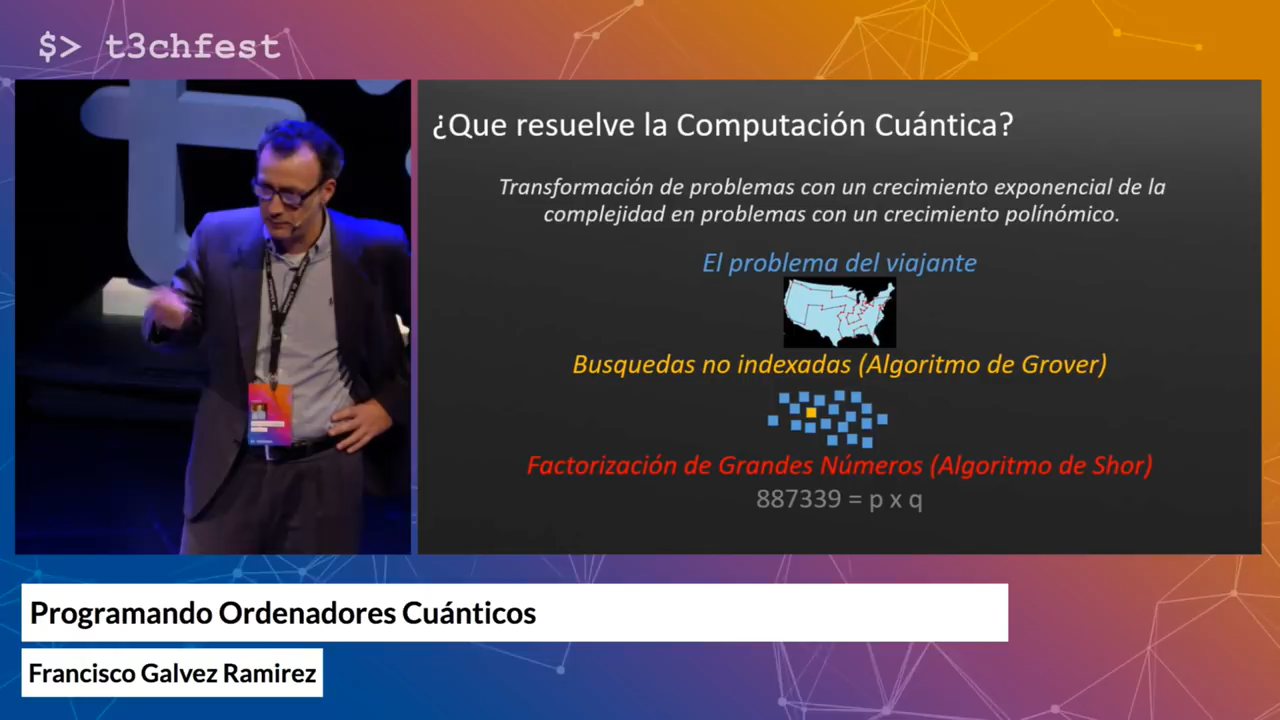 $> t3chfest
¿Que resuelve la Computación Cuántica?
Transformación de problemas con un crecimiento exponencial de la
complejidad en problemas con un crecimiento polínómico.
El problema del viajante
Busquedas no indexadas (Algoritmo de Grover)
Factorización de Grandes Números (Algoritmo de Shor)
887339 = p x q
Programando Ordenadores Cuánticos
Francisco Galvez Ramirez